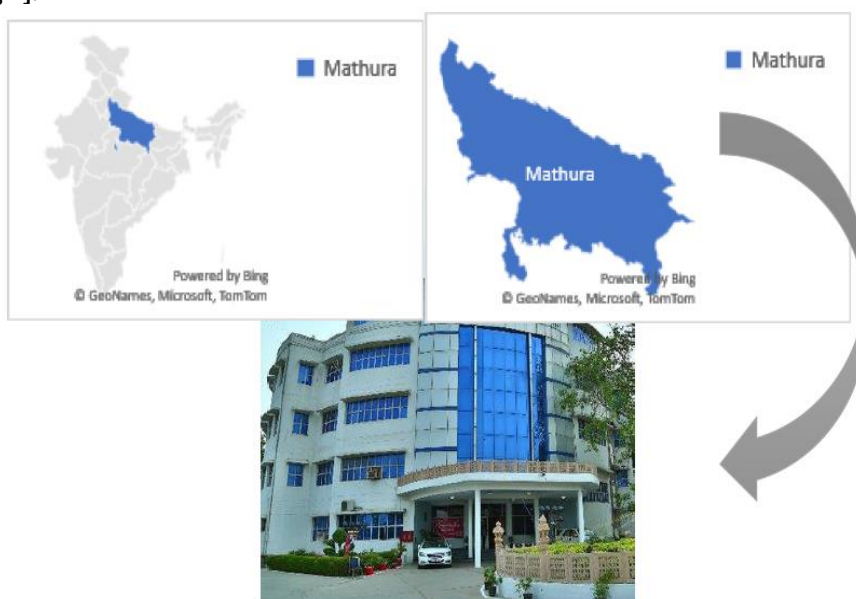 Mathura
Powered by Bing
© GeoNames, Microsoft, TomTom
Mathura
Mathura
Powered by Bing
© GeoNames, Microsoft, TomTom